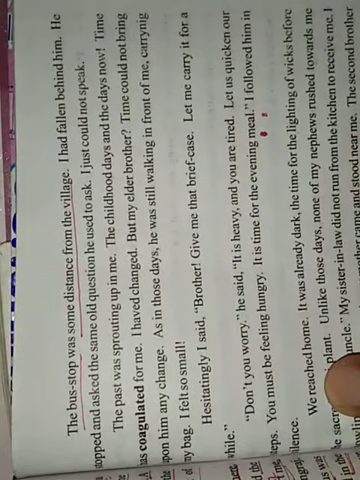 The bus-stop was some distance from the village. I had fallen behind him. He
stopped and asked the same old question he used to ask. I just could not speak.
The past was sprouting up in me. The childhood days and the days now! Time
has coagulated for me. I haved changed. But my elder brother? Time could not bring
upon him any change. As in those days, he was still walking in front of me, carrying
my bag. I felt so small!
Hesitatingly I said, "Brother! Give me that brief-case. Let me carry it for a
while."
"Don't you worry." he said, "It is heavy, and you are tired. Let us quicken our
steps. You must be feeling hungry. It is time for the evening meal." I followed him in
silence.
We reached home. It was already dark, the time for the lighting of wicks before
the plant. Unlike those days, none of my nephews rushed towards me
"My sister-in-law did not run from the kitchen to receive me. I
came and stood near me. The second brother